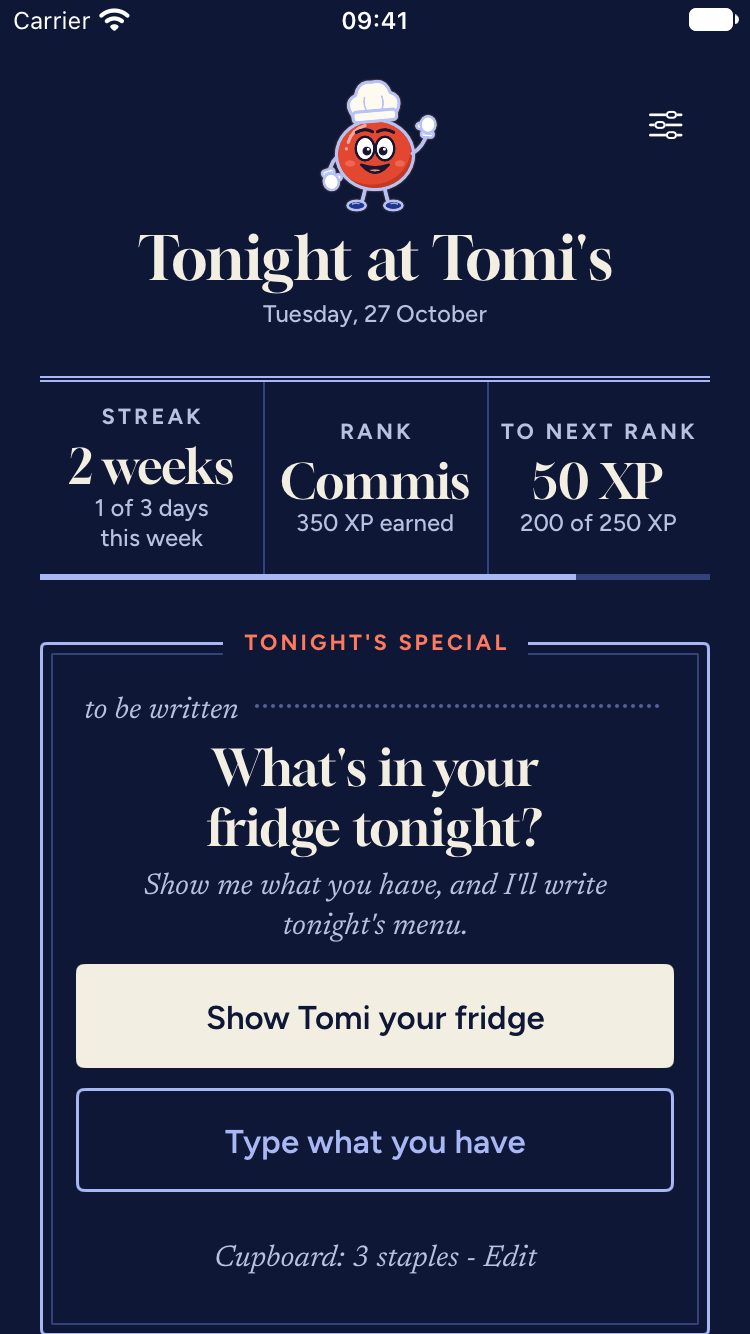 Carrier
09:41
Tonight at Tomi's
Tuesday, 27 October
STREAK
2 weeks
1 of 3 days
this week
RANK
Commis
350 XP earned
TO NEXT RANK
50 XP
200 of 250 XP
TONIGHT'S SPECIAL
to be written
What's in your
fridge tonight?
Show me what you have, and I'll write
tonight's menu.
Show Tomi your fridge
Type what you have
Cupboard: 3 staples - Edit